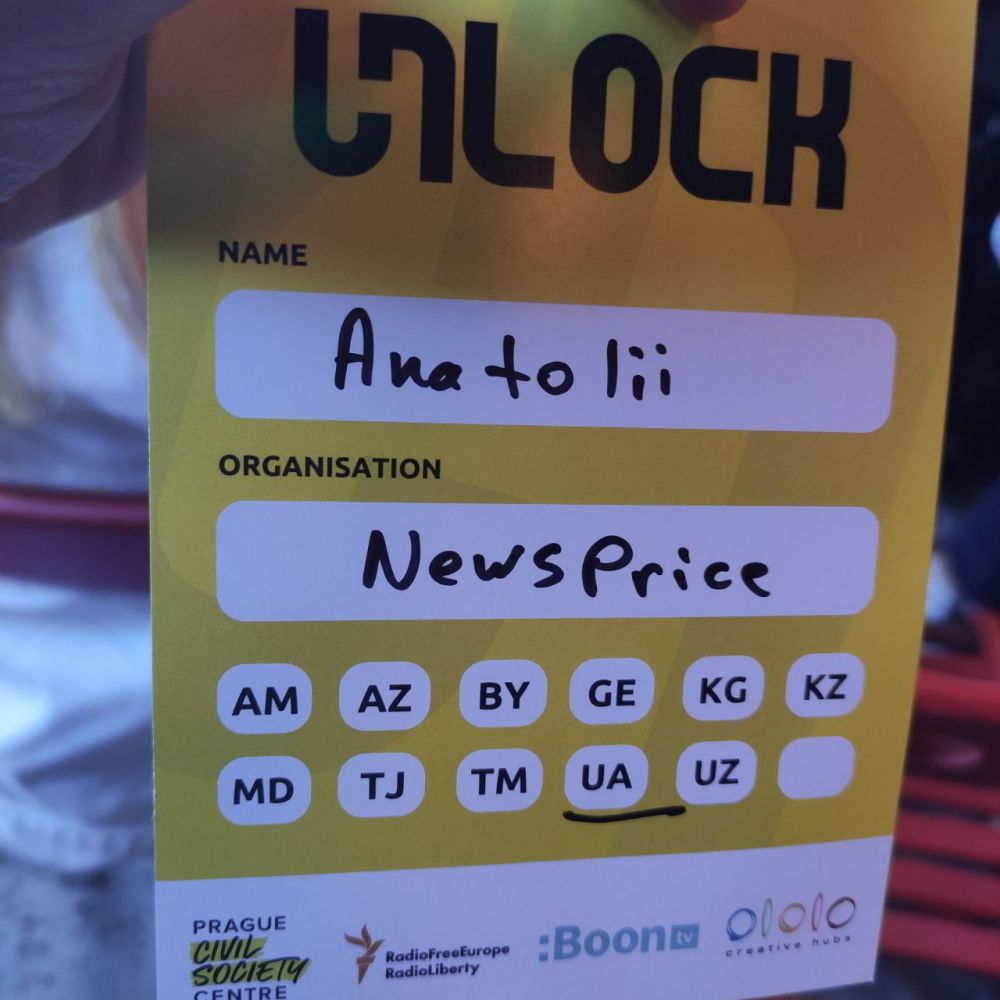 UNLOCK
NAME
Anatolii
ORGANISATION
NewsPrice
AM AZ BY GE KG KZ
MD TJ TM UA UZ
PRAGUE
CIVIL
SOCIETY
CENTRE
RadioFreeEurope
RadioLiberty
:Boon tv
ololo
creative hubs